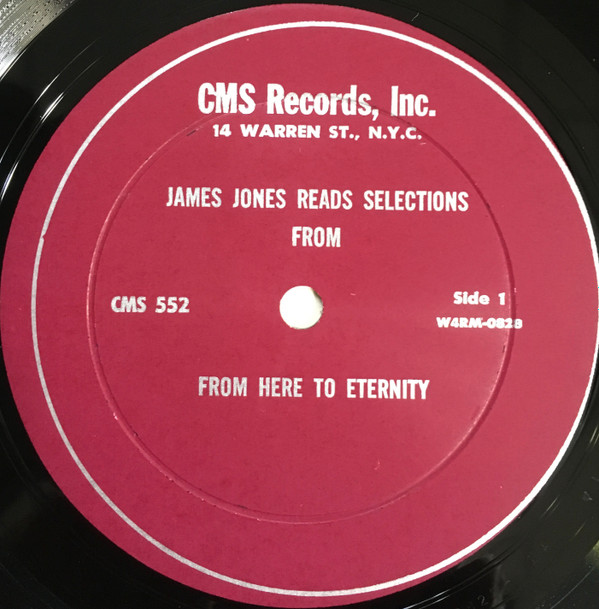 CMS Records, Inc.
14 WARREN ST., N.Y.C.
JAMES JONES READS SELECTIONS
FROM
CMS 552
Side 1
W4RM-0828
FROM HERE TO ETERNITY